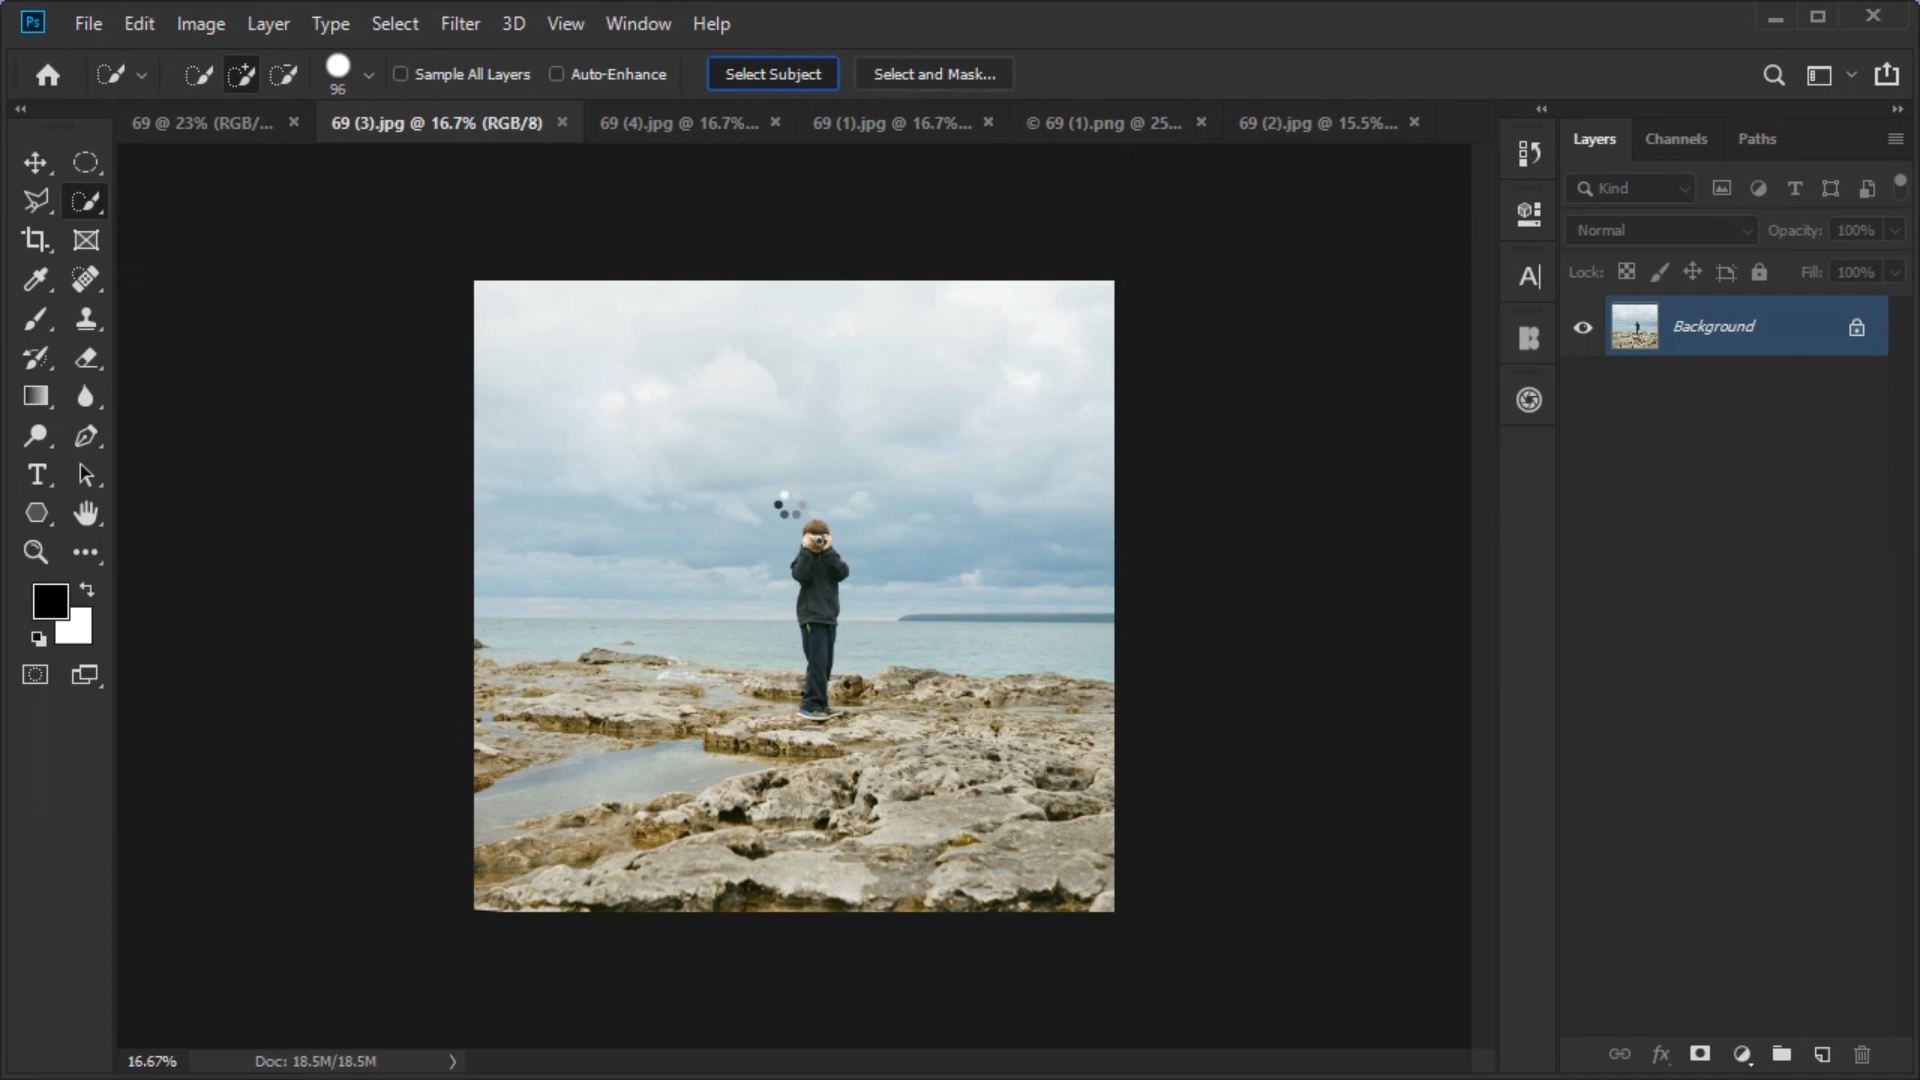 Ps File Edit Image Layer Type Select Filter 3D View Window Help
96 Sample All Layers Auto-Enhance Select Subject Select and Mask...
69 @ 23% (RGB/... 69 (3).jpg @ 16.7% (RGB/8) 69 (4).jpg @ 16.7%... 69 (1).jpg @ 16.7%... © 69 (1).png @ 25... 69 (2).jpg @ 15.5%...
Layers Channels Paths
Kind
Normal Opacity: 100%
Lock: Fill: 100%
Background
16.67% Doc: 18.5M/18.5M